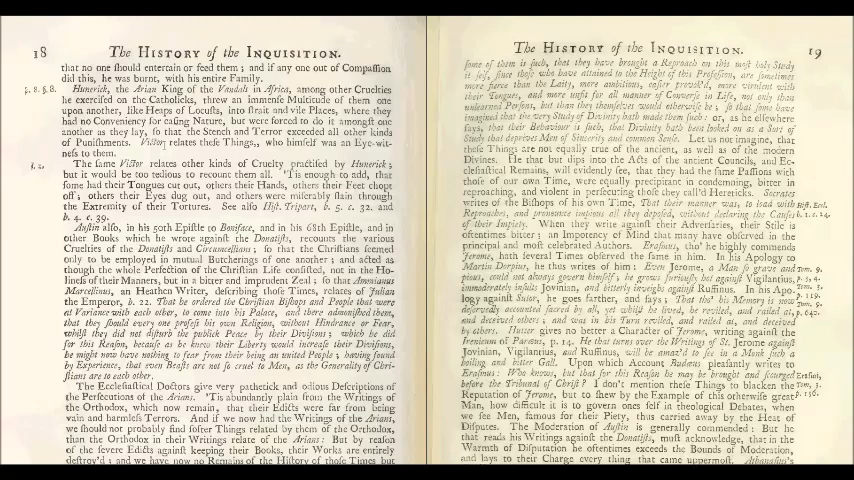 18
The HISTORY of the INQUISITION.
that no one should entertain or feed them; and if any one out of Compassion
did this, he was burnt, with his entire Family.
Hunerick, the Arian King of the Vandals in Africa, among other Cruelties
he exercised on the Catholicks, threw an immense Multitude of them one
upon another, like Heaps of Locusts, into strait and vile Places, where they
had no Conveniency for easing Nature, but were forced to do it amongst one
another as they lay, so that the Stench and Terror exceeded all other kinds
of Punishments. Victor relates these Things, who himself was an Eye-wit-
ness to them.
The same Victor relates other kinds of Cruelty practised by Hunerick;
but it would be too tedious to recount them all. 'Tis enough to add, that
some had their Tongues cut out, others their Hands, others their Feet chopt
off; others their Eyes dug out, and others were miserably slain through
the Extremity of their Tortures. See also Hist. Tripart. b. 5. c. 32. and
b. 4. c. 39.
Austin also, in his 50th Epistle to Boniface, and in his 68th Epistle, and in
other Books which he wrote against the Donatists, recounts the various
Cruelties of the Donatists and Circumcellians; so that the Christians seemed
only to be employed in mutual Butcherings of one another; and acted as
though the whole Perfection of the Christian Life consisted, not in the Ho-
liness of their Manners, but in a bitter and imprudent Zeal; so that Ammianus
Marcellinus, an Heathen Writer, describing those Times, relates of Julian
the Emperor, b. 22. That he ordered the Christian Bishops and People that were
at Variance with each other, to come into his Palace, and there admonished them,
that they should every one profess his own Religion, without Hindrance or Fear,
whilst they did not disturb the publick Peace by their Divisions; which he did
for this Reason, because as he knew their Liberty would increase their Divisions,
he might now have nothing to fear from their being an united People; having found
by Experience, that even Beasts are not so cruel to Men, as the Generality of Chri-
stians are to each other.
The Ecclesiastical Doctors give very pathetick and odious Descriptions of
the Persecutions of the Arians. 'Tis abundantly plain from the Writings of
the Orthodox, which now remain, that their Edicts were far from being
vain and harmless Terrors. And if we now had the Writings of the Arians,
we should not probably find softer Things related by them of the Orthodox,
than the Orthodox in their Writings relate of the Arians: But by reason
of the severe Edicts against keeping their Books, their Works are entirely
destroy'd; and we have now no Remains of the History of those Times but
The HISTORY of the INQUISITION.
19
some of them is such, that they have brought a Reproach on this most holy Study
it self, since those who have attained to the Height of this Profession, are sometimes
more fierce than the Laity, more ambitious, easier provok'd, more virulent with
their Tongues, and more unfit for all manner of Converse in Life, not only than
unlearned Persons, but than they themselves would otherwise be; so that some have
imagined that the very Study of Divinity hath made them such: or, as he elsewhere
says, that their Behaviour is such, that Divinity hath been looked on as a Sort of
Study that deprives Men of Sincerity and common Sense. Let us not imagine, that
these Things are not equally true of the ancient, as well as of the modern
Divines. He that but dips into the Acts of the ancient Councils, and Ec-
clesiastical Remains, will evidently see, that they had the same Passions with
those of our own Time, were equally precipitant in condemning, bitter in
reproaching, and violent in persecuting those they call'd Hereticks. Socrates
writes of the Bishops of his own Time, That their manner was, to load with
Reproaches, and pronounce impious all they deposed, without declaring the Causes
of their Impiety. When they write against their Adversaries, their Stile is
oftentimes bitter; an Impotency of Mind that many have observed in the
principal and most celebrated Authors. Erasmus, tho' he highly commends
Jerome, hath several Times observed the same in him. In his Apology to
Martin Dorpius, he thus writes of him: Even Jerome, a Man so grave and
pious, could not always govern himself; he grows furiously hot against Vigilantius,
immoderately insults Jovinian, and bitterly inveighs against Ruffinus. In his Apo-
logy against Sutor, he goes farther, and says; That tho' his Memory is now
deservedly accounted sacred by all, yet whilst he lived, he reviled, and railed at,
and deceived others; and was in his Turn reviled, and railed at, and deceived
by others. Hutter gives no better a Character of Jerome, writing against the
Irenicum of Pareus, p. 14. He that turns over the Writings of St. Jerome against
Jovinian, Vigilantius, and Ruffinus, will be amaz'd to see in a Monk such a
boiling and bitter Gall. Upon which Account Budæus pleasantly writes to
Erasmus: Who knows, but that for this Reason he may be brought and scourged
before the Tribunal of Christ? I don't mention these Things to blacken the
Reputation of Jerome, but to shew by the Example of this otherwise great
Man, how difficult it is to govern ones self in theological Debates, when
we see Men, famous for their Piety, thus carried away by the Heat of
Disputes. The Moderation of Austin is generally commended: But he
that reads his Writings against the Donatists, must acknowledge, that in the
Warmth of Disputation he oftentimes exceeds the Bounds of Moderation,
and lays to their Charge every thing that came uppermost. Athanasius's